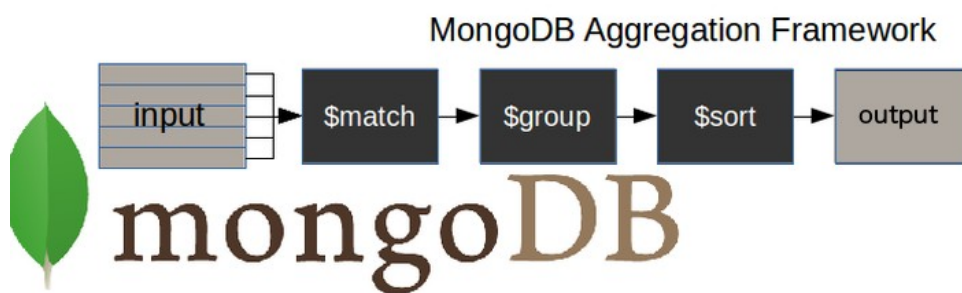 MongoDB Aggregation Framework
input $match $group $sort output
mongoDB